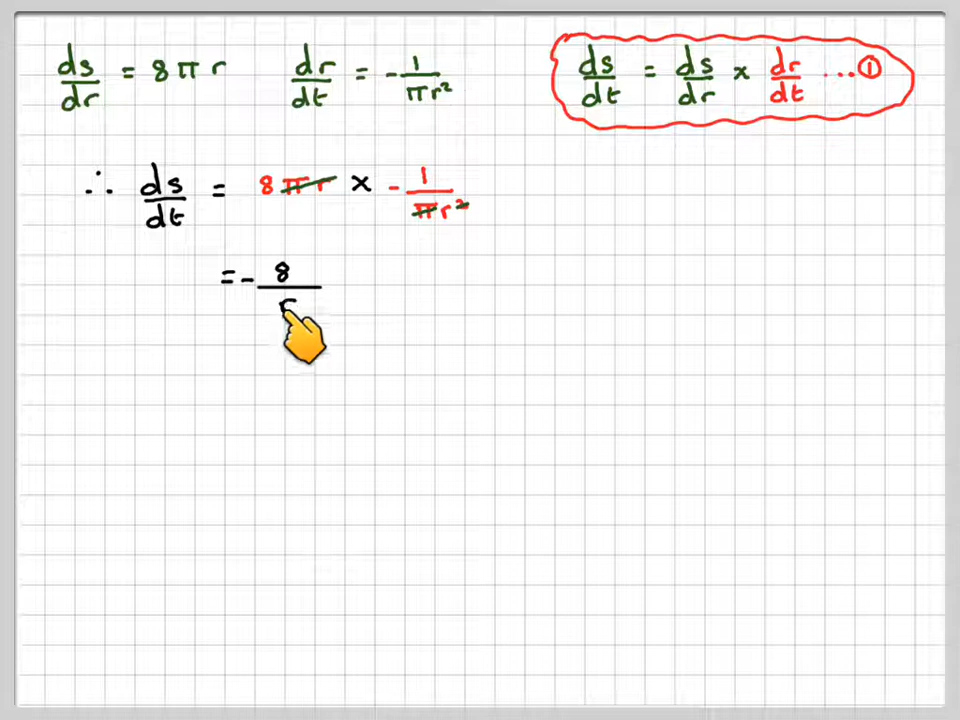 ds/dr = 8πr dr/dt = -1/πr² ds/dt = ds/dr × dr/dt ...①
∴ ds/dt = 8πr × -1/πr²
= -8/r